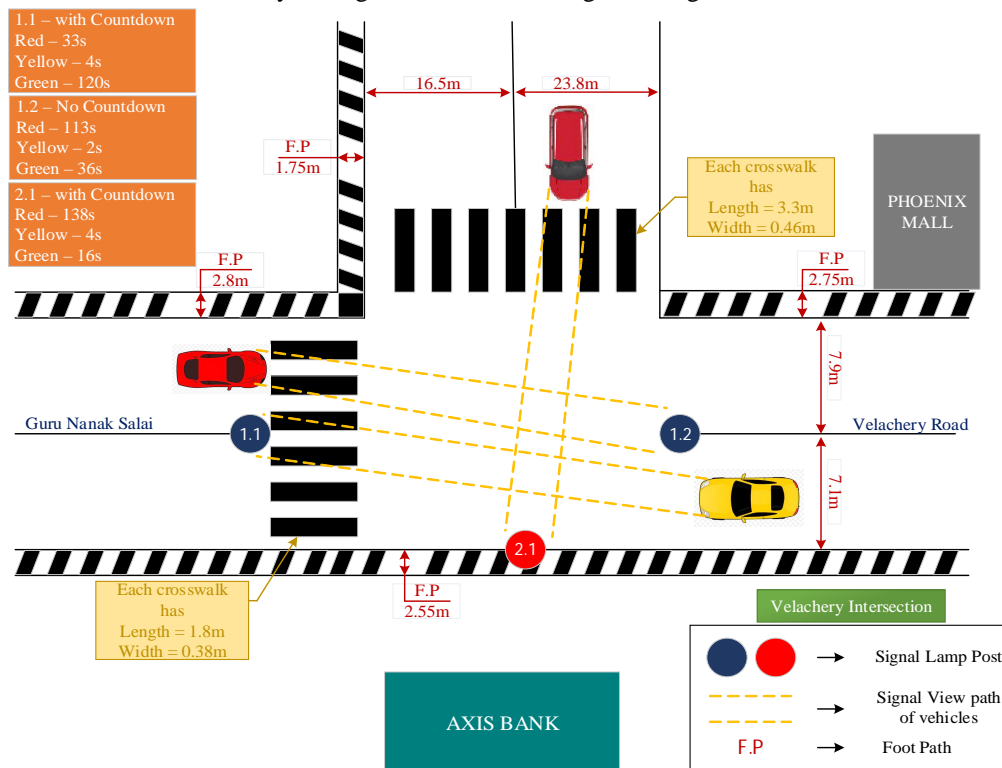 1.1 – with Countdown
Red – 33s
Yellow – 4s
Green – 120s
1.2 – No Countdown
Red – 113s
Yellow – 2s
Green – 36s
2.1 – with Countdown
Red – 138s
Yellow – 4s
Green – 16s
16.5m
23.8m
F.P
1.75m
Each crosswalk
has
Length = 3.3m
Width = 0.46m
PHOENIX
MALL
F.P
2.8m
F.P
2.75m
7.9m
Guru Nanak Salai
1.1
1.2
Velachery Road
7.1m
2.1
Each crosswalk
has
Length = 1.8m
Width = 0.38m
F.P
2.55m
Velachery Intersection
Signal Lamp Post
Signal View path
of vehicles
F.P
Foot Path
AXIS BANK